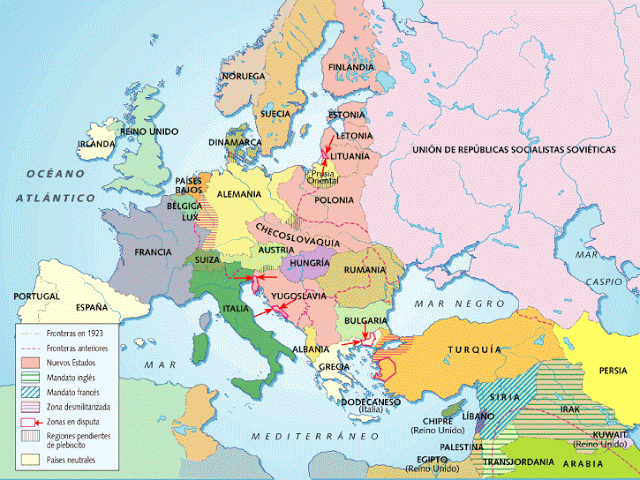 NORUEGA
FINLANDIA
SUECIA
ESTONIA
LETONIA
LITUANIA
REINO UNIDO
IRLANDA
DINAMARCA
UNIÓN DE REPÚBLICAS SOCIALISTAS SOVIÉTICAS
OCÉANO
ATLÁNTICO
PAÍSES
BAJOS
Prusia
Oriental
ALEMANIA
POLONIA
BÉLGICA
LUX.
CHECOSLOVAQUIA
FRANCIA
SUIZA
AUSTRIA
HUNGRÍA
RUMANIA
MAR
CASPIO
PORTUGAL
ESPAÑA
ITALIA
YUGOSLAVIA
MAR NEGRO
BULGARIA
ALBANIA
GRECIA
TURQUÍA
PERSIA
DODECANESO
(Italia)
CHIPRE
(Reino Unido)
SIRIA
LÍBANO
IRAK
KUWAIT
(Reino Unido)
PALESTINA
TRANSJORDANIA
ARABIA
EGIPTO
(Reino Unido)
MAR
MEDITERRÁNEO
Fronteras en 1923
Fronteras anteriores
Nuevos Estados
Mandato inglés
Mandato francés
Zona desmilitarizada
Zonas en disputa
Regiones pendientes
de plebiscito
Países neutrales